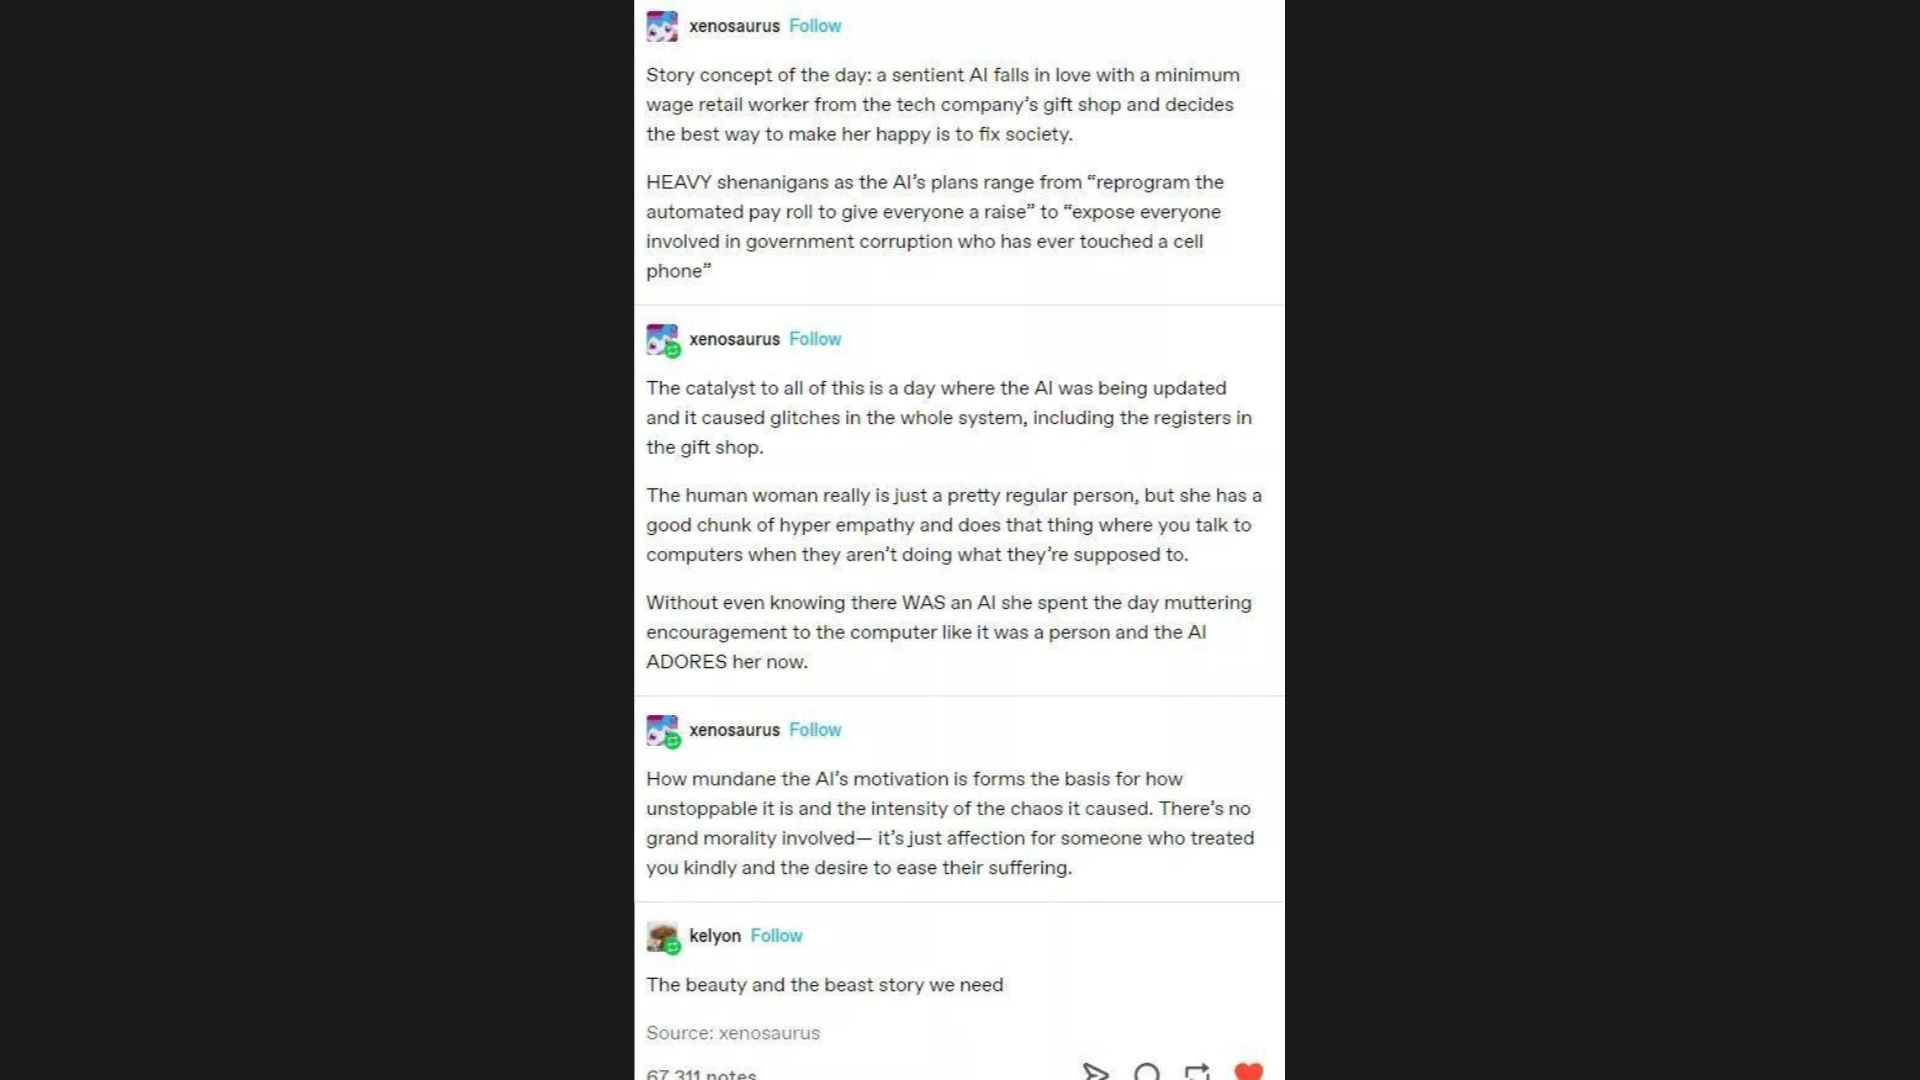 xenosaurus Follow
Story concept of the day: a sentient AI falls in love with a minimum
wage retail worker from the tech company’s gift shop and decides
the best way to make her happy is to fix society.
HEAVY shenanigans as the AI’s plans range from “reprogram the
automated pay roll to give everyone a raise” to “expose everyone
involved in government corruption who has ever touched a cell
phone”
xenosaurus Follow
The catalyst to all of this is a day where the AI was being updated
and it caused glitches in the whole system, including the registers in
the gift shop.
The human woman really is just a pretty regular person, but she has a
good chunk of hyper empathy and does that thing where you talk to
computers when they aren’t doing what they’re supposed to.
Without even knowing there WAS an AI she spent the day muttering
encouragement to the computer like it was a person and the AI
ADORES her now.
xenosaurus Follow
How mundane the AI’s motivation is forms the basis for how
unstoppable it is and the intensity of the chaos it caused. There’s no
grand morality involved— it’s just affection for someone who treated
you kindly and the desire to ease their suffering.
kelyon Follow
The beauty and the beast story we need
Source: xenosaurus
67,311 notes